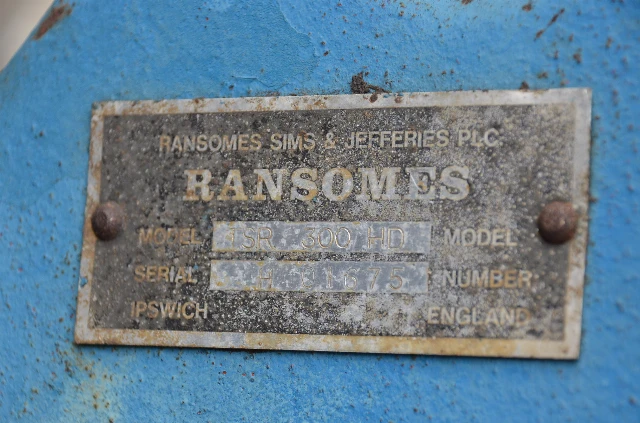 RANSOMES SIMS & JEFFERIES PLC
RANSOMES
MODEL TSR 300 HD MODEL
SERIAL NUMBER
IPSWICH ENGLAND